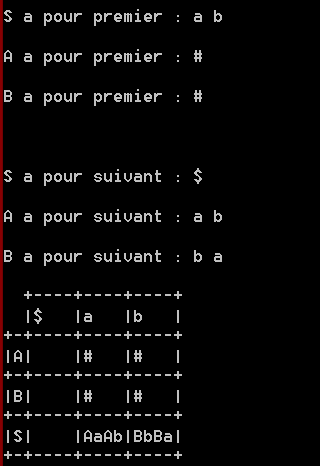 S a pour premier : a b
A a pour premier : #
B a pour premier : #
S a pour suivant : $
A a pour suivant : a b
B a pour suivant : b a
  +----+----+----+
  |$   |a   |b   |
+-+----+----+----+
|A|    |#   |#   |
+-+----+----+----+
|B|    |#   |#   |
+-+----+----+----+
|S|    |AaAb|BbBa|
+-+----+----+----+